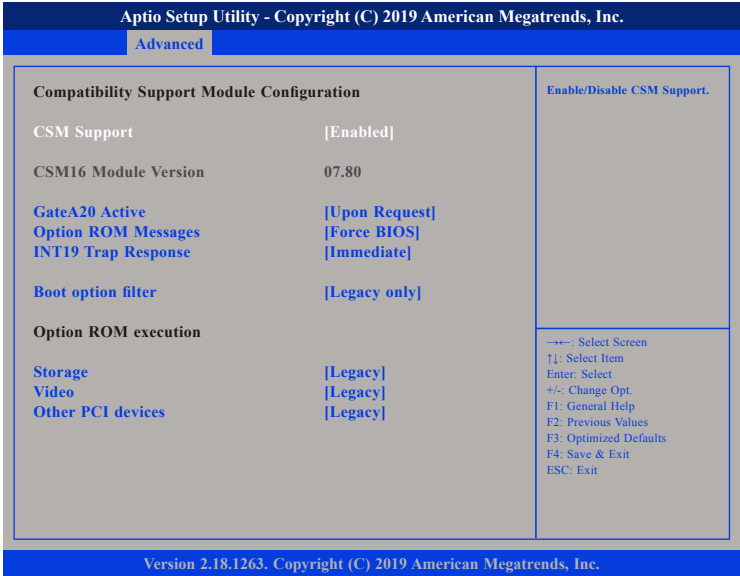 Aptio Setup Utility - Copyright (C) 2019 American Megatrends, Inc.
Advanced
Compatibility Support Module Configuration
CSM Support [Enabled]
CSM16 Module Version 07.80
GateA20 Active [Upon Request]
Option ROM Messages [Force BIOS]
INT19 Trap Response [Immediate]
Boot option filter [Legacy only]
Option ROM execution
Storage [Legacy]
Video [Legacy]
Other PCI devices [Legacy]
Enable/Disable CSM Support.
→←: Select Screen
↑↓: Select Item
Enter: Select
+/-: Change Opt.
F1: General Help
F2: Previous Values
F3: Optimized Defaults
F4: Save & Exit
ESC: Exit
Version 2.18.1263. Copyright (C) 2019 American Megatrends, Inc.